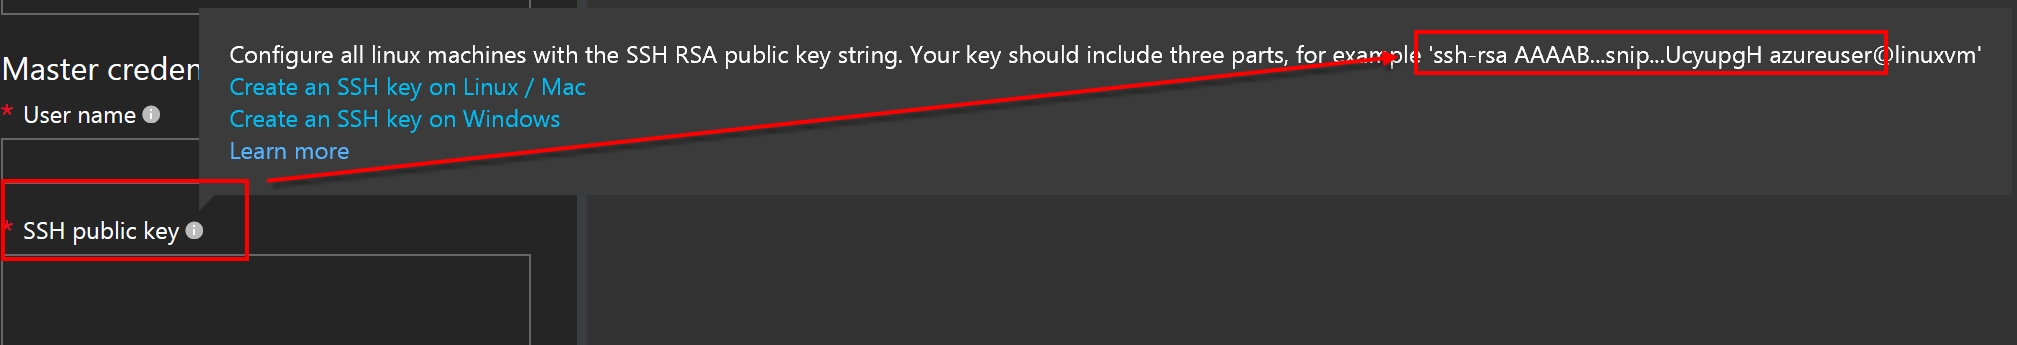 Configure all linux machines with the SSH RSA public key string. Your key should include three parts, for example 'ssh-rsa AAAAB...snip...UcyupgH azureuser@linuxvm'
Create an SSH key on Linux / Mac
Create an SSH key on Windows
Learn more
Master creden
* User name
* SSH public key